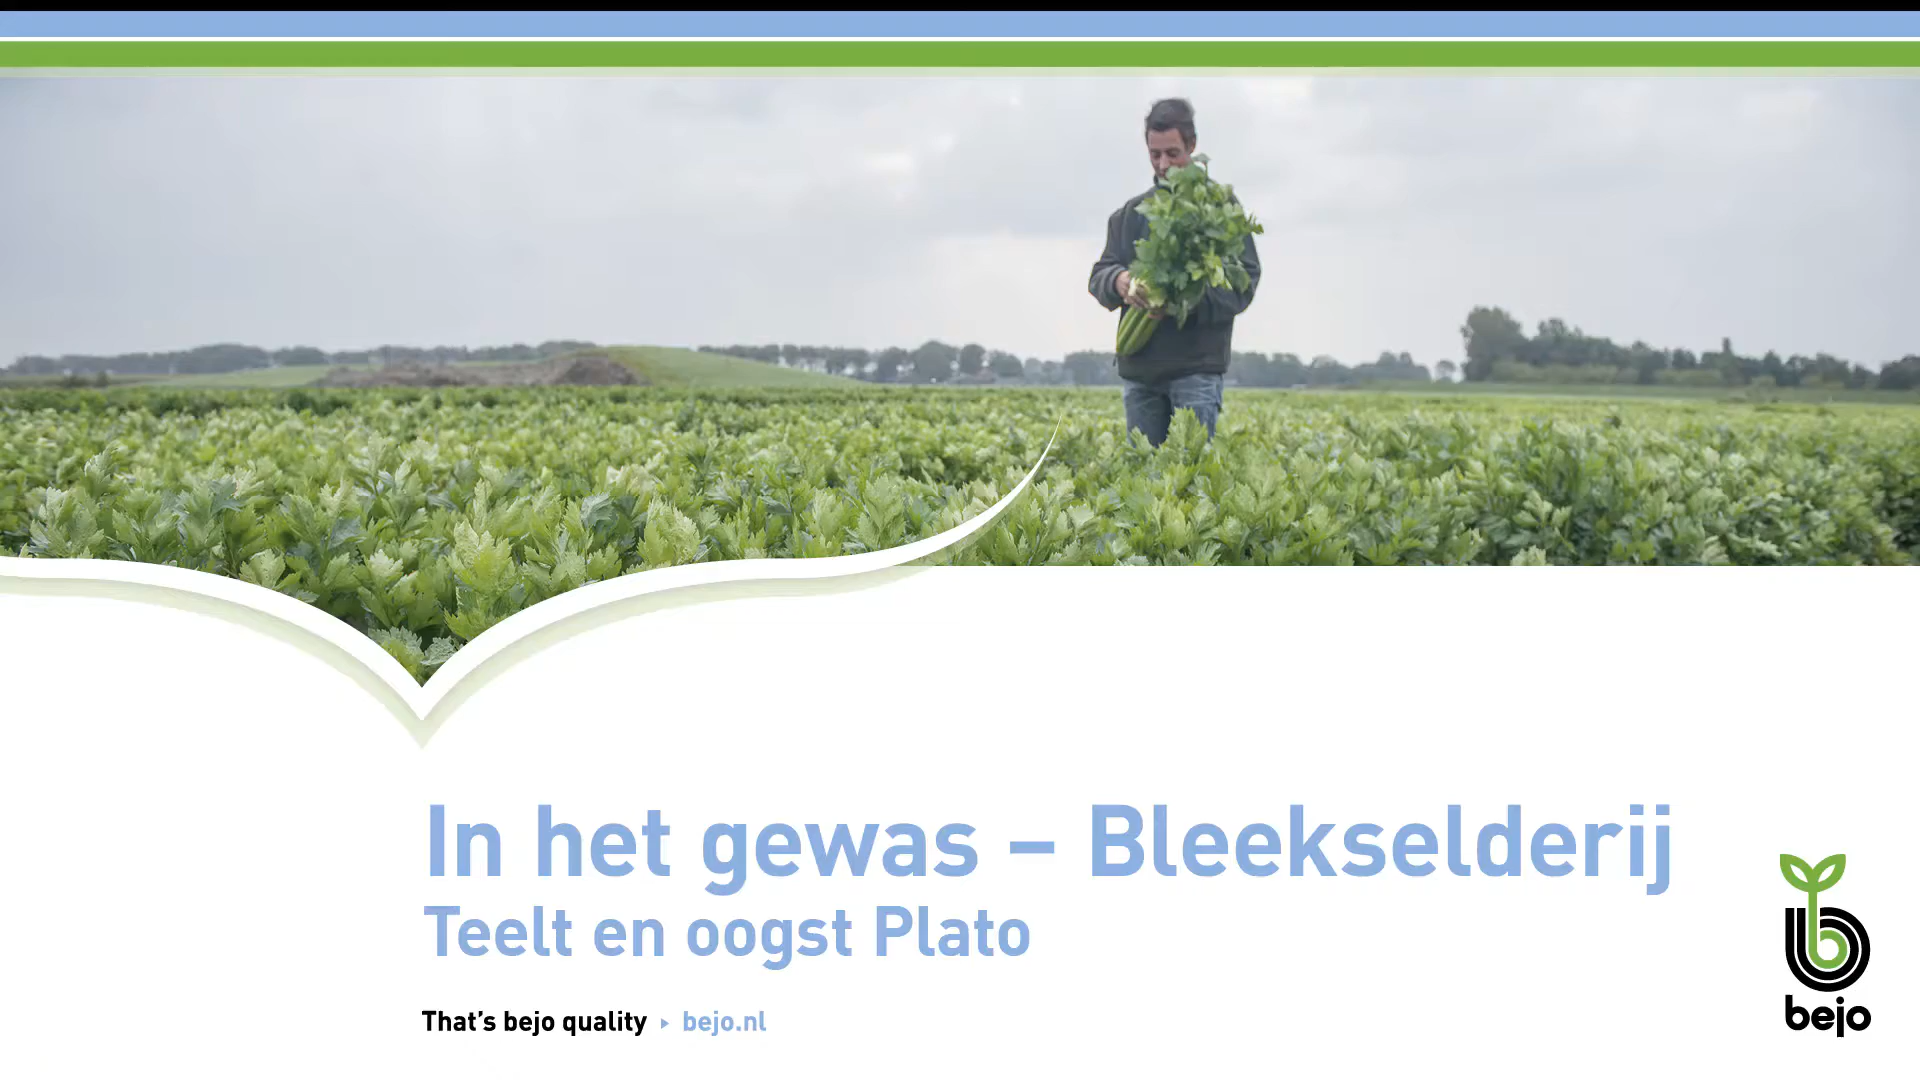 In het gewas – Bleekselderij
Teelt en oogst Plato
That's bejo quality ▸ bejo.nl
bejo